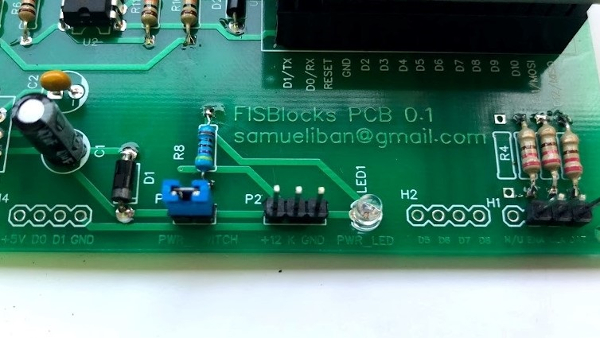 U2
D1/TX
D0/RX
RESET
GND
D2
D3
D4
D5
D6
D7
D8
D9
D10
C2
FISBlocks PCB 0.1
samueliban@gmail.com
C1
D1
R8
R4
LED1
P2
H2
H1
+5V D0 D1 GND
+12 K GND
PWR_LED
D5 D6 D7 D8